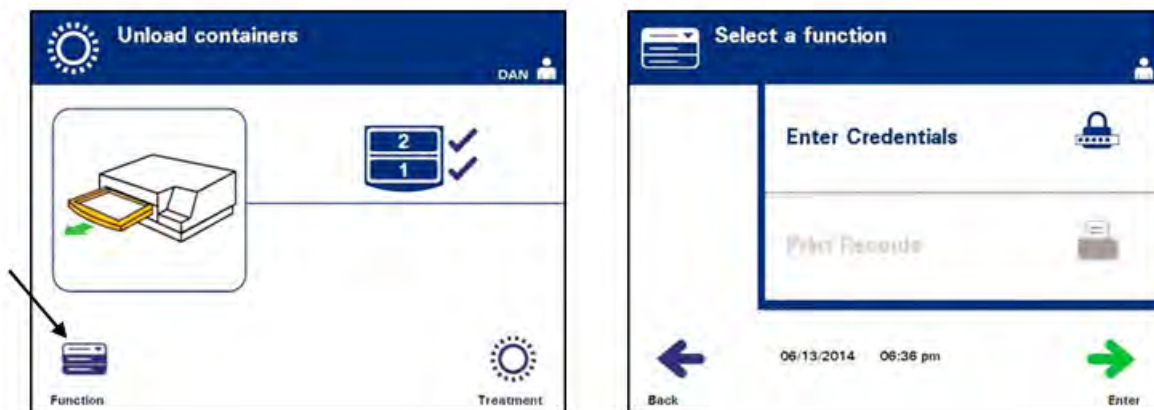 Unload containers
DAN
2
1
Function
Treatment
Select a function
Enter Credentials
Print Records
06/13/2014 06:36 pm
Back
Enter